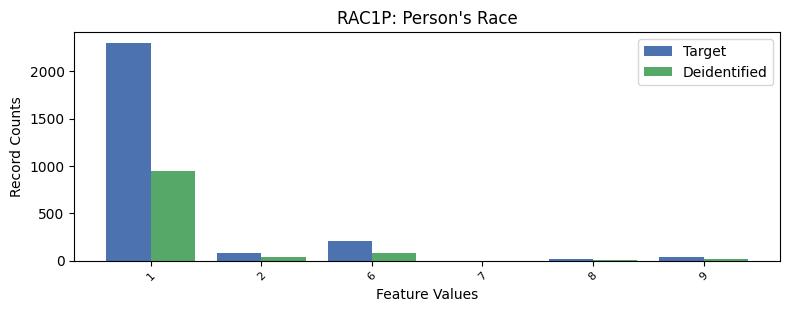 RAC1P: Person's Race
Target
Deidentified
Record Counts
2000
1500
1000
500
0
1 2 6 7 8 9
Feature Values